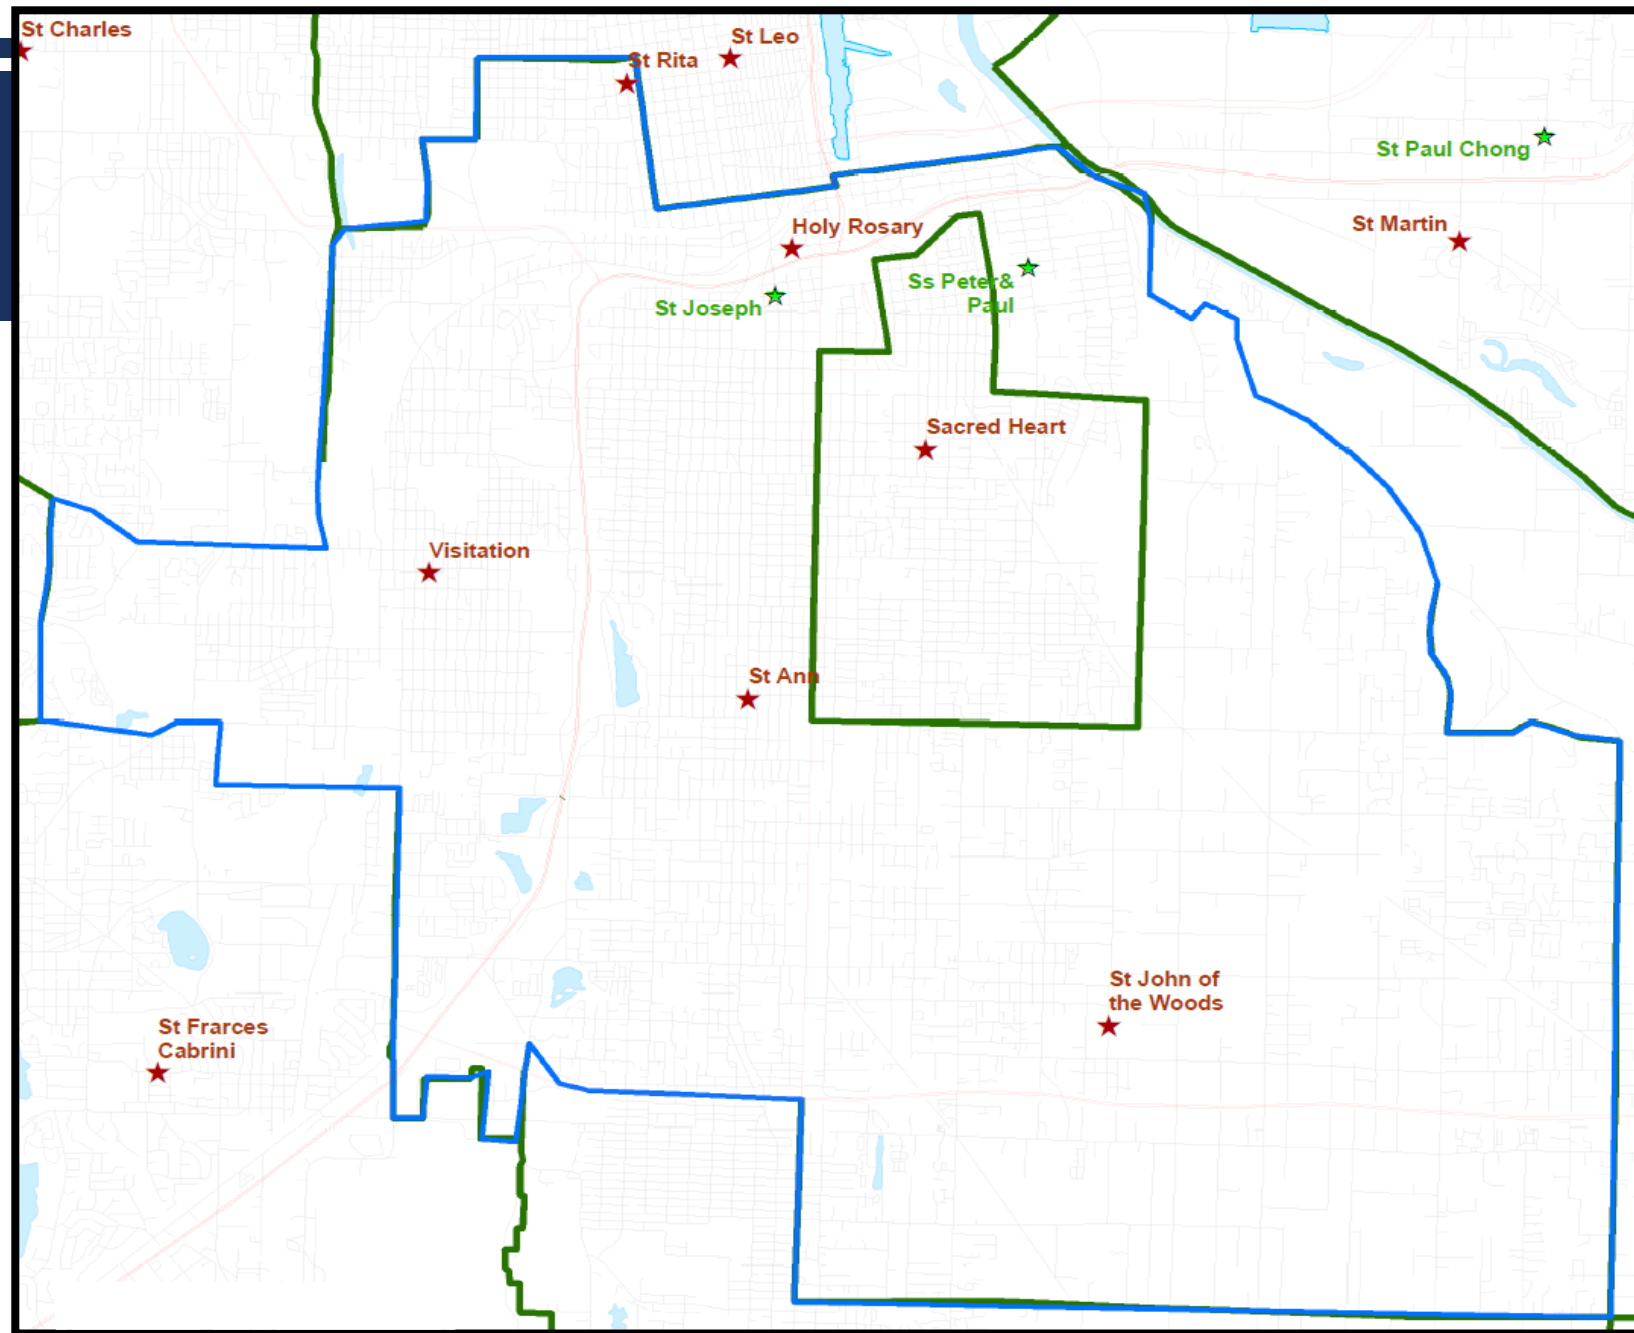 St Charles
St Leo
St Rita
St Paul Chong
St Martin
Holy Rosary
Ss Peter&
Paul
St Joseph
Sacred Heart
Visitation
St Ann
St John of
the Woods
St Frarces
Cabrini